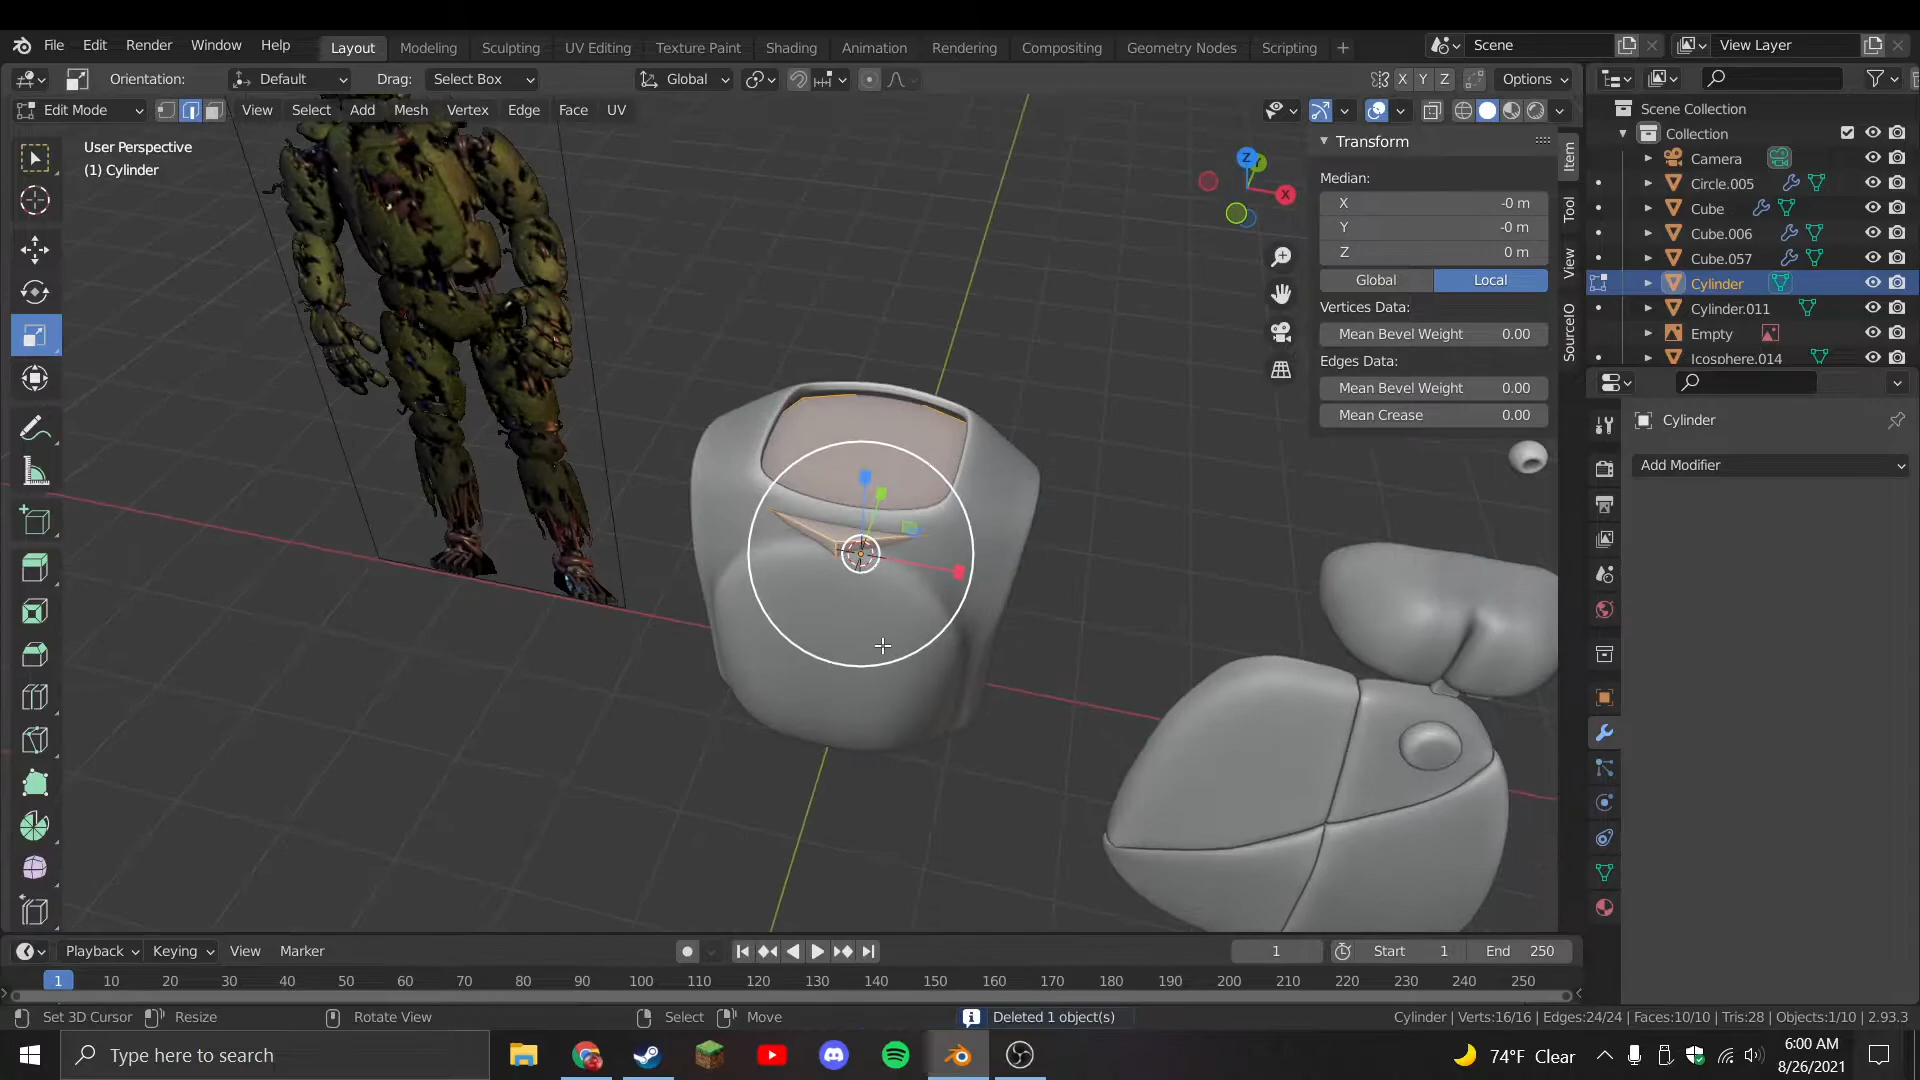 File Edit Render Window Help Layout Modeling Sculpting UV Editing Texture Paint Shading Animation Rendering Compositing Geometry Nodes Scripting + Scene View Layer
Orientation: Default Drag: Select Box Global X Y Z Options
Edit Mode View Select Add Mesh Vertex Edge Face UV
User Perspective
(1) Cylinder
Z
X
Transform
Median:
X -0 m
Y -0 m
Z 0 m
Global Local
Vertices Data:
Mean Bevel Weight 0.00
Edges Data:
Mean Bevel Weight 0.00
Mean Crease 0.00
Item
Tool
View
SourceIO
Scene Collection
Collection
Camera
Circle.005
Cube
Cube.006
Cube.057
Cylinder
Cylinder.011
Empty
Icosphere.014
Cylinder
Add Modifier
Playback Keying View Marker 1 Start 1 End 250
1 10 20 30 40 50 60 70 80 90 100 110 120 130 140 150 160 170 180 190 200 210 220 230 240 250
Set 3D Cursor Resize Rotate View Select Move Deleted 1 object(s) Cylinder | Verts:16/16 | Edges:24/24 | Faces:10/10 | Tris:28 | Objects:1/10 | 2.93.3
Type here to search 74°F Clear 6:00 AM
8/26/2021